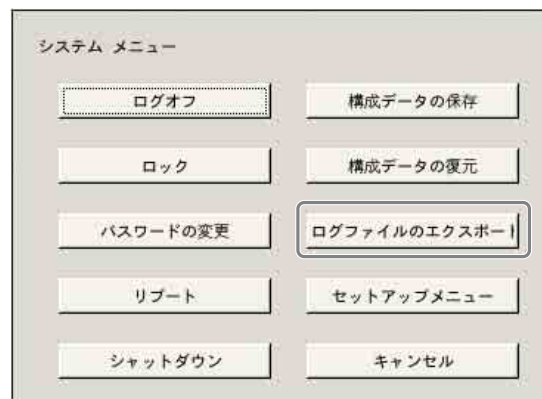 システム メニュー
ログオフ
構成データの保存
ロック
構成データの復元
パスワードの変更
ログファイルのエクスポート
リブート
セットアップメニュー
シャットダウン
キャンセル